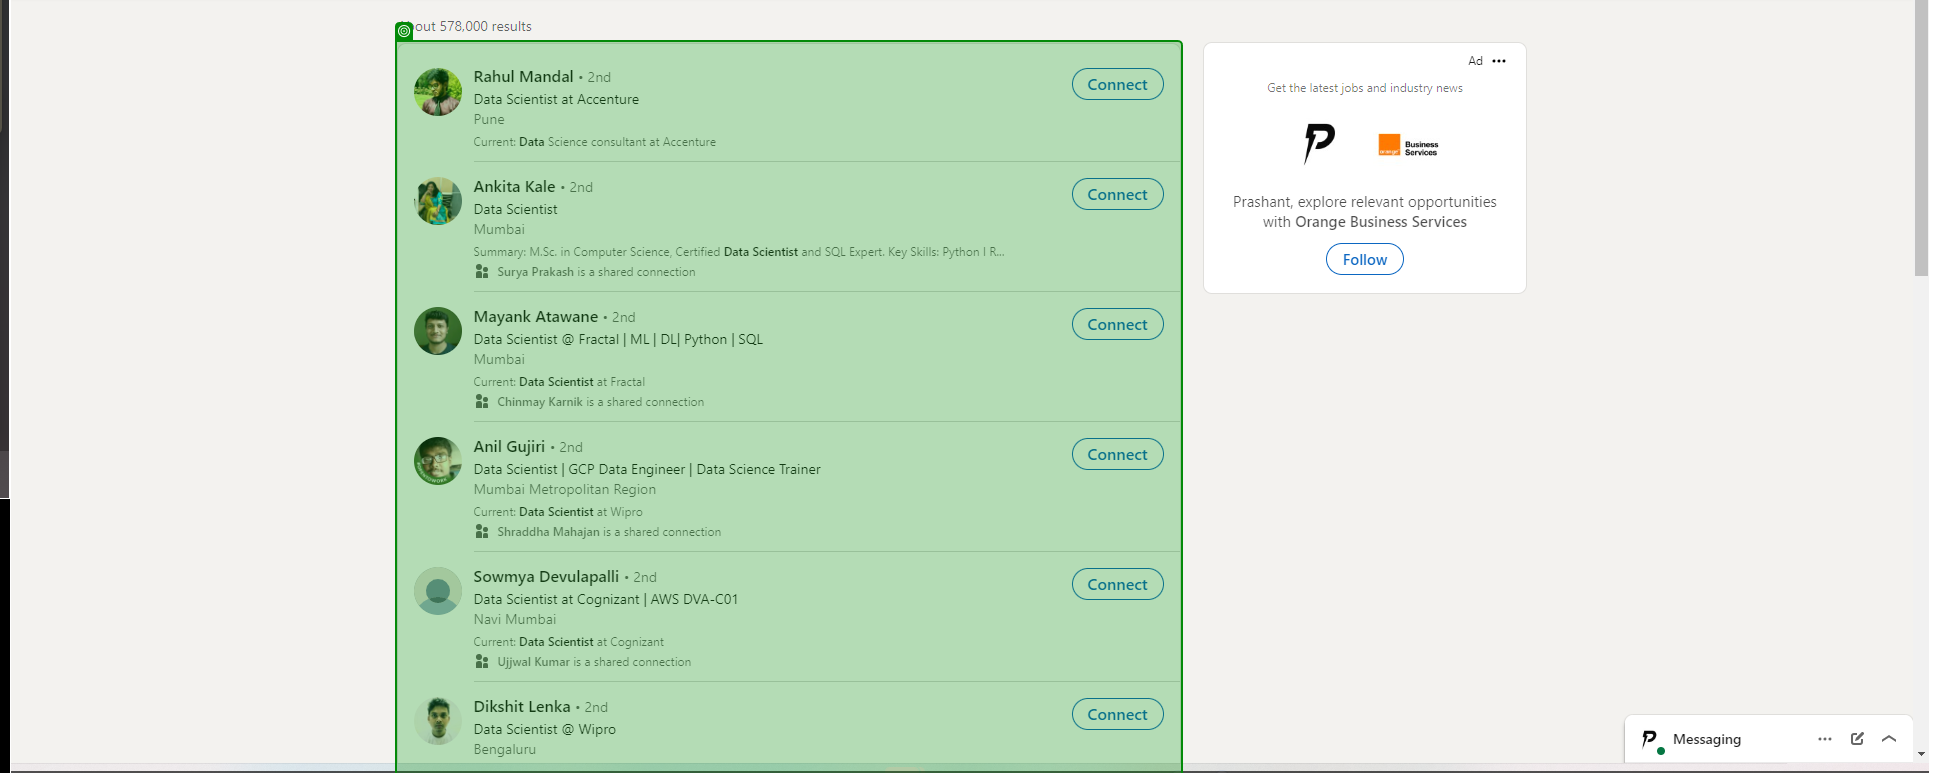 out 578,000 results
Rahul Mandal • 2nd
Data Scientist at Accenture
Pune
Current: Data Science consultant at Accenture
Connect
Ankita Kale • 2nd
Data Scientist
Mumbai
Summary: M.Sc. in Computer Science, Certified Data Scientist and SQL Expert. Key Skills: Python I R...
Surya Prakash is a shared connection
Connect
Mayank Atawane • 2nd
Data Scientist @ Fractal | ML | DL| Python | SQL
Mumbai
Current: Data Scientist at Fractal
Chinmay Karnik is a shared connection
Connect
Anil Gujiri • 2nd
Data Scientist | GCP Data Engineer | Data Science Trainer
Mumbai Metropolitan Region
Current: Data Scientist at Wipro
Shraddha Mahajan is a shared connection
Connect
Sowmya Devulapalli • 2nd
Data Scientist at Cognizant | AWS DVA-C01
Navi Mumbai
Current: Data Scientist at Cognizant
Ujjwal Kumar is a shared connection
Connect
Dikshit Lenka • 2nd
Data Scientist @ Wipro
Bengaluru
Connect
Ad •••
Get the latest jobs and industry news
P
orange
Business
Services
Prashant, explore relevant opportunities
with Orange Business Services
Follow
P
Messaging